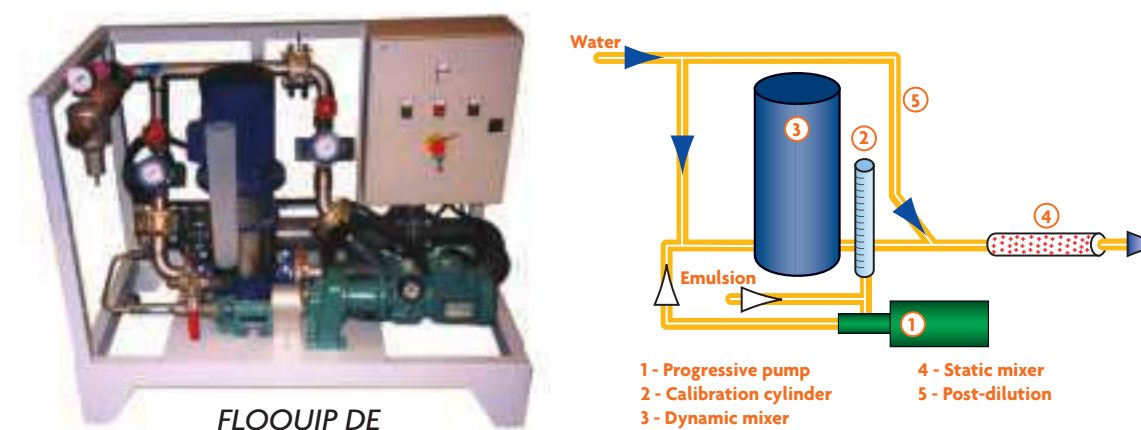 Water
5
3
2
4
Emulsion
1
1 - Progressive pump
2 - Calibration cylinder
3 - Dynamic mixer
4 - Static mixer
5 - Post-dilution
FLOQUIP DE